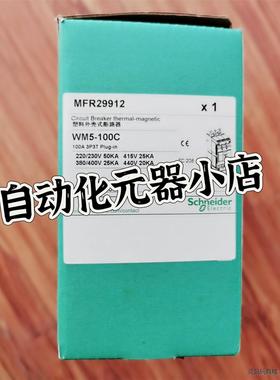 MFR29912
x 1
Circuit Breaker thermal-magnetic
塑料外壳式断路器
WM5-100C
100A 3P3T Plug-in
220/230V 50KA 415V 25KA
380/400V 25KA 440V 20KA
自动化元器小店
Schneider
Electric